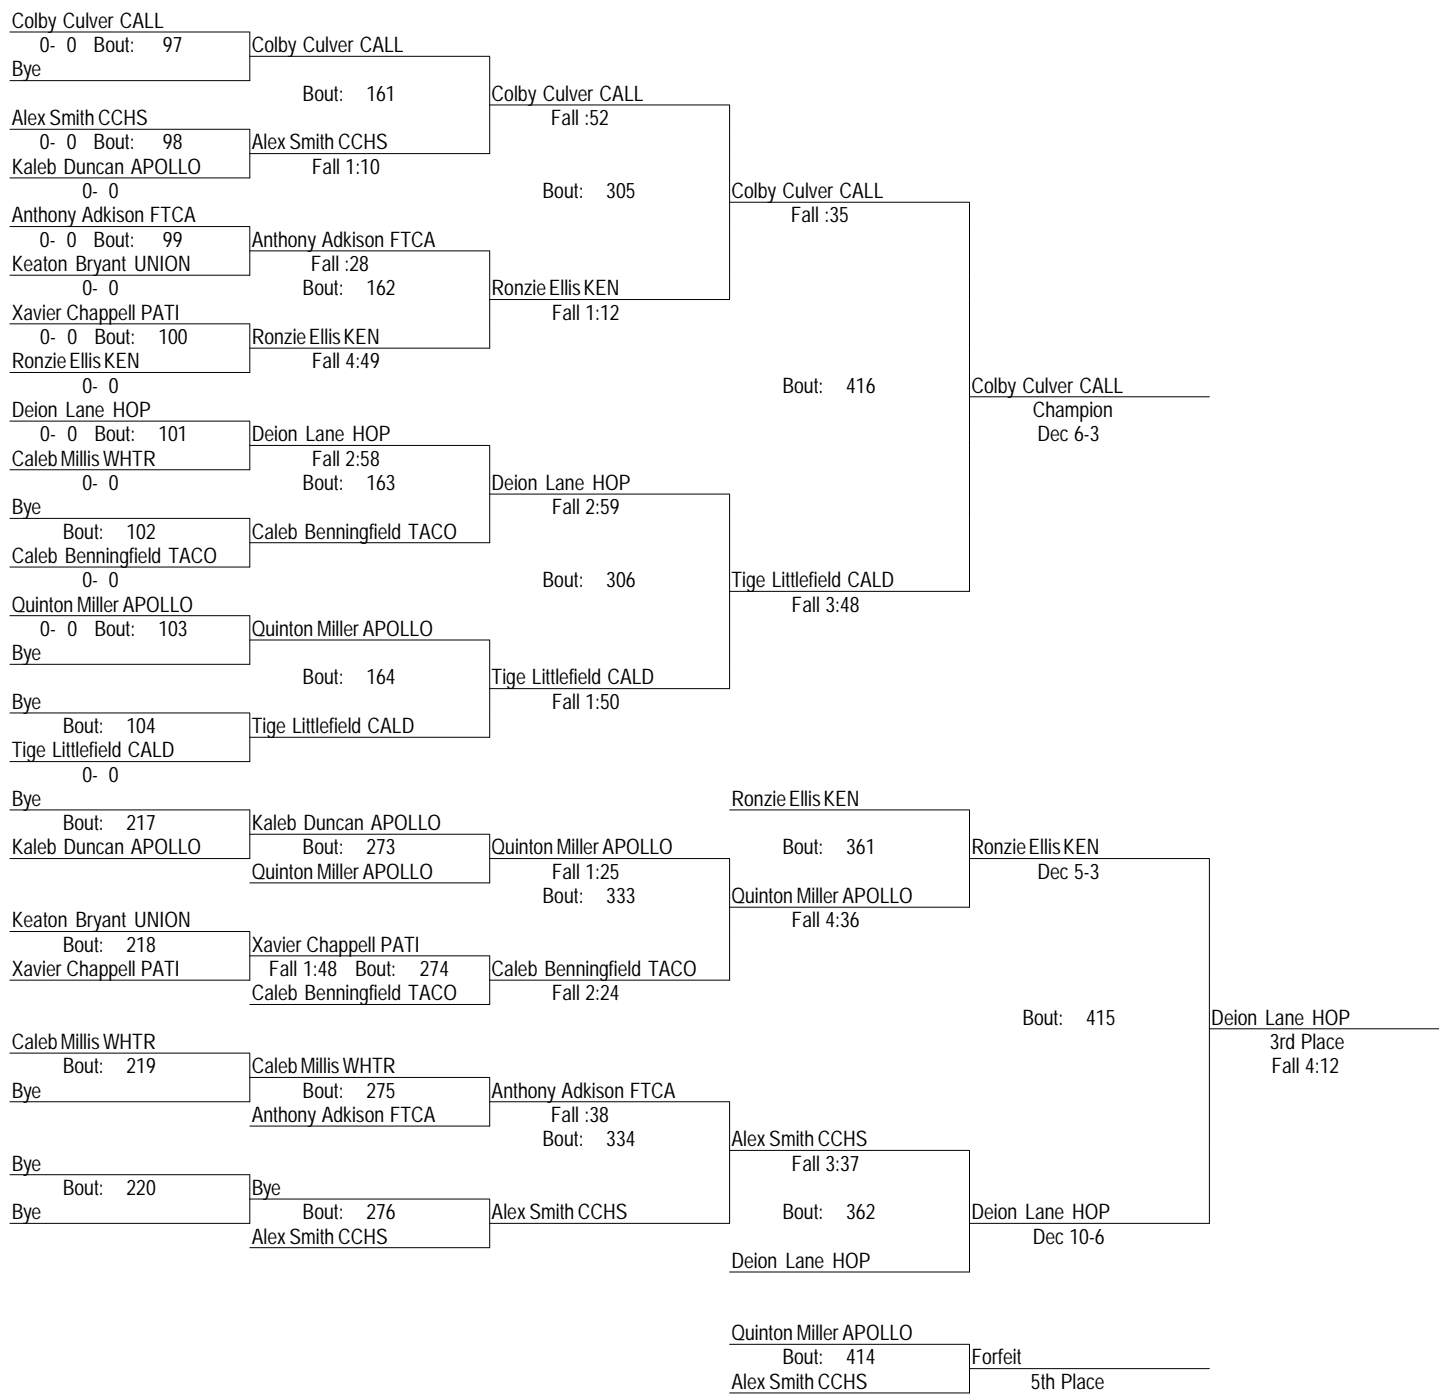 Colby Culver CALL
0- 0 Bout: 97 Colby Culver CALL
Bye
Bout: 161 Colby Culver CALL
Alex Smith CCHS Fall :52
0- 0 Bout: 98 Alex Smith CCHS
Kaleb Duncan APOLLO Fall 1:10
0- 0 Bout: 305 Colby Culver CALL
Anthony Adkison FTCA Fall :35
0- 0 Bout: 99 Anthony Adkison FTCA
Keaton Bryant UNION Fall :28
0- 0 Bout: 162 Ronzie Ellis KEN
Xavier Chappell PATI Fall 1:12
0- 0 Bout: 100 Ronzie Ellis KEN
Ronzie Ellis KEN Fall 4:49
0- 0 Bout: 416 Colby Culver CALL
Deion Lane HOP Champion
0- 0 Bout: 101 Deion Lane HOP Dec 6-3
Caleb Millis WHTR Fall 2:58
0- 0 Bout: 163 Deion Lane HOP
Bye Fall 2:59
Bout: 102 Caleb Benningfield TACO
Caleb Benningfield TACO
0- 0 Bout: 306 Tige Littlefield CALD
Quinton Miller APOLLO Fall 3:48
0- 0 Bout: 103 Quinton Miller APOLLO
Bye
Bout: 164 Tige Littlefield CALD
Bye Fall 1:50
Bout: 104 Tige Littlefield CALD
Tige Littlefield CALD
0- 0
Bye Ronzie Ellis KEN
Bout: 217 Kaleb Duncan APOLLO
Kaleb Duncan APOLLO Bout: 273 Quinton Miller APOLLO Bout: 361 Ronzie Ellis KEN
Quinton Miller APOLLO Fall 1:25 Dec 5-3
Bout: 333 Quinton Miller APOLLO
Keaton Bryant UNION Fall 4:36
Bout: 218 Xavier Chappell PATI
Xavier Chappell PATI Fall 1:48 Bout: 274 Caleb Benningfield TACO
Caleb Benningfield TACO Fall 2:24
Bout: 415 Deion Lane HOP
Caleb Millis WHTR 3rd Place
Bout: 219 Caleb Millis WHTR Fall 4:12
Bye Bout: 275 Anthony Adkison FTCA
Anthony Adkison FTCA Fall :38
Bout: 334 Alex Smith CCHS
Bye Fall 3:37
Bout: 220 Bye
Bye Bout: 276 Alex Smith CCHS Bout: 362 Deion Lane HOP
Alex Smith CCHS Dec 10-6
Deion Lane HOP
Quinton Miller APOLLO
Bout: 414 Forfeit
Alex Smith CCHS 5th Place